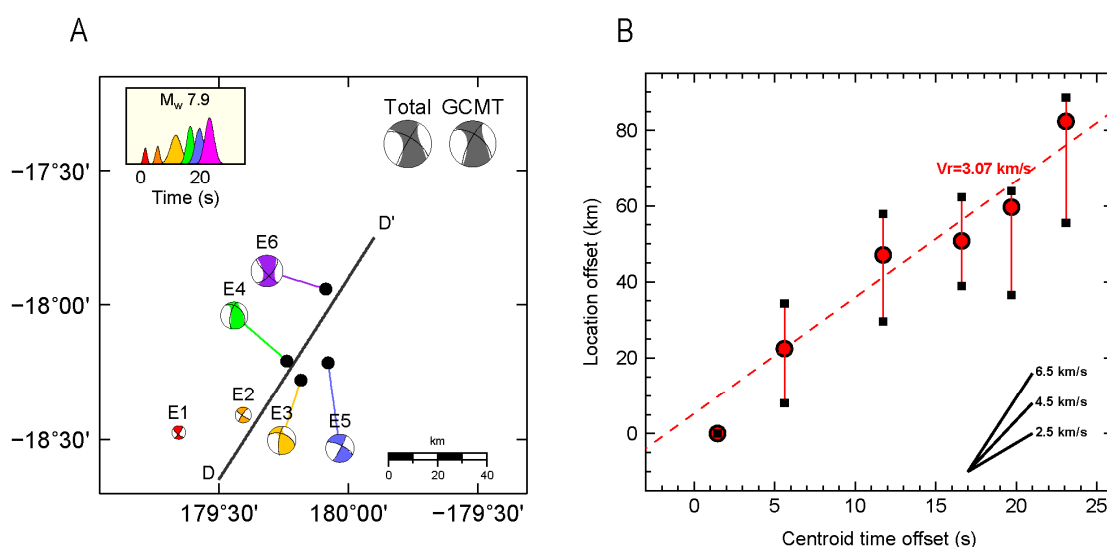 A
Mw 7.9
0 20
Time (s)
Total GCMT
−17°30'
−18°00'
−18°30'
D'
E6
E4
E2
E1
E3
E5
D
km
0 20 40
179°30' 180°00' −179°30'
B
Location offset (km)
80
60
40
20
0
Vr=3.07 km/s
6.5 km/s
4.5 km/s
2.5 km/s
0 5 10 15 20 25
Centroid time offset (s)